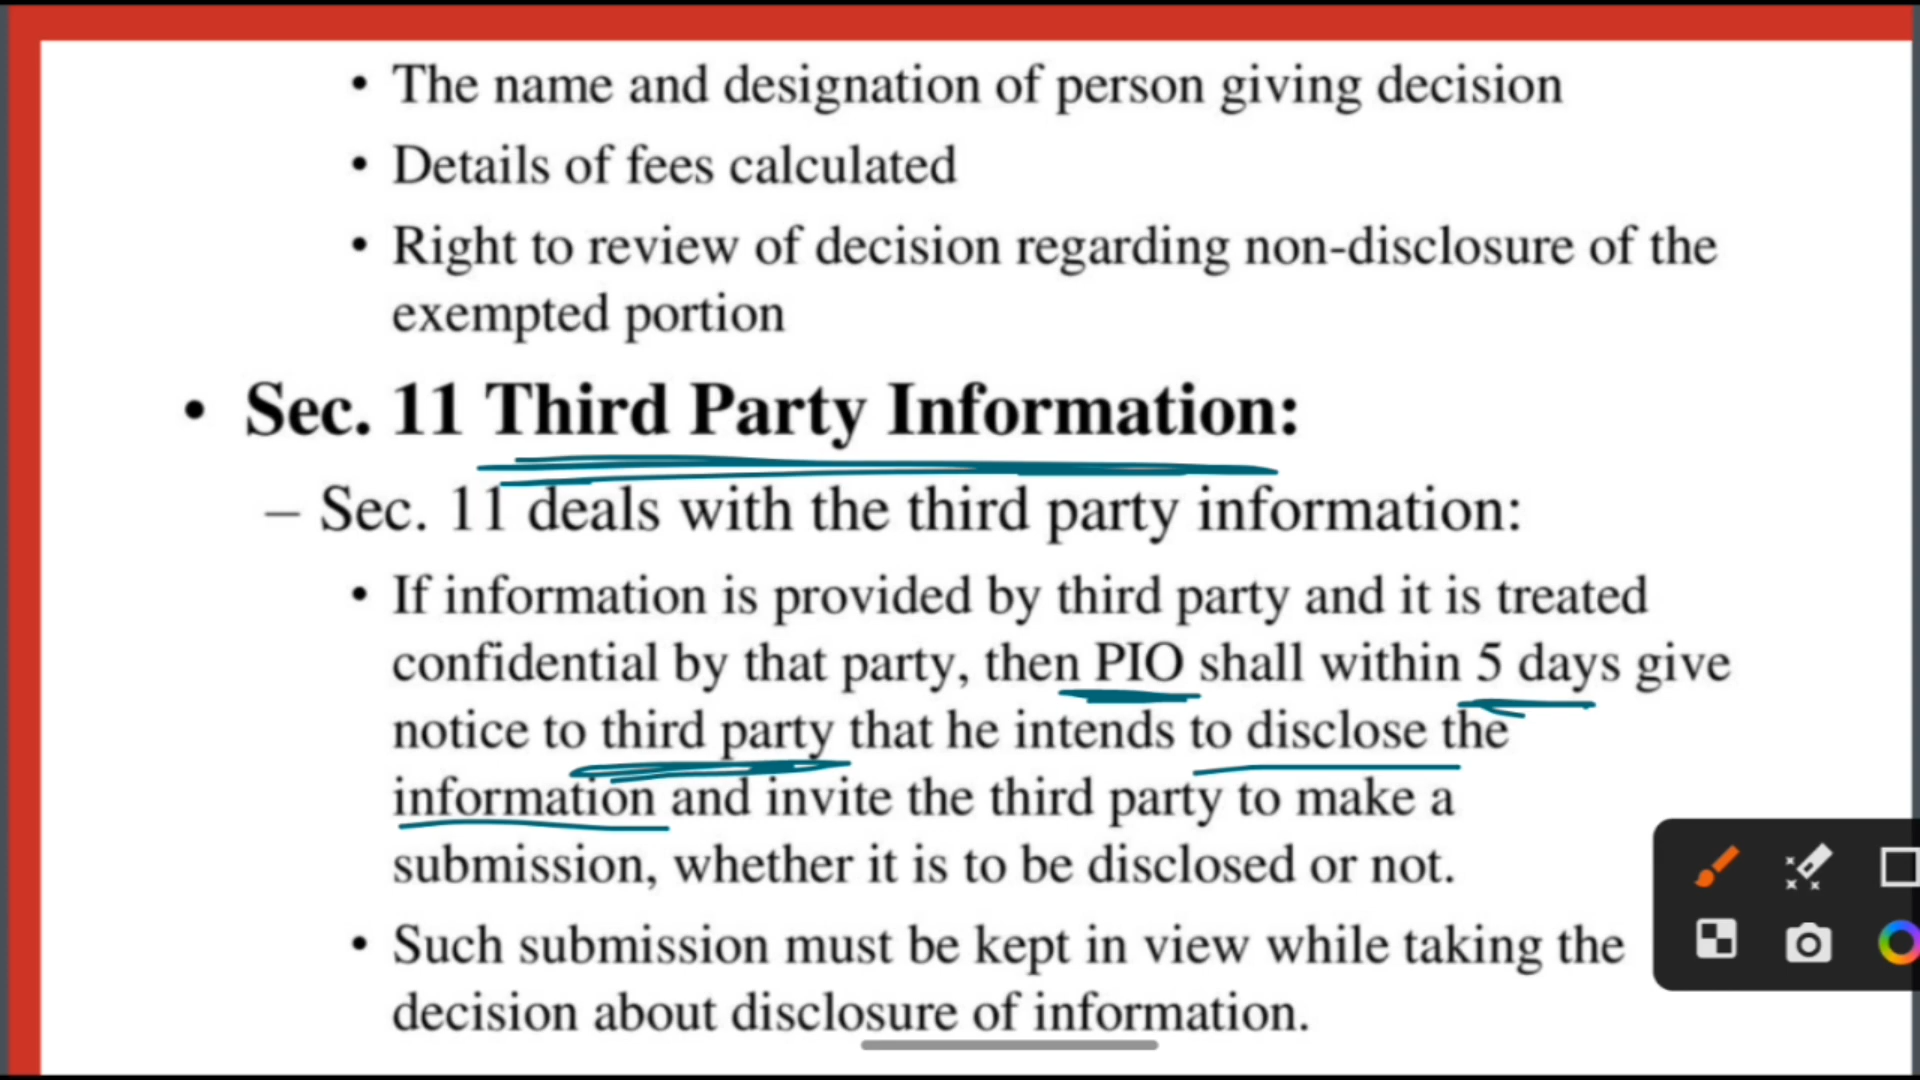 • The name and designation of person giving decision
• Details of fees calculated
• Right to review of decision regarding non-disclosure of the
exempted portion
• Sec. 11 Third Party Information:
– Sec. 11 deals with the third party information:
• If information is provided by third party and it is treated
confidential by that party, then PIO shall within 5 days give
notice to third party that he intends to disclose the
information and invite the third party to make a
submission, whether it is to be disclosed or not.
• Such submission must be kept in view while taking the
decision about disclosure of information.